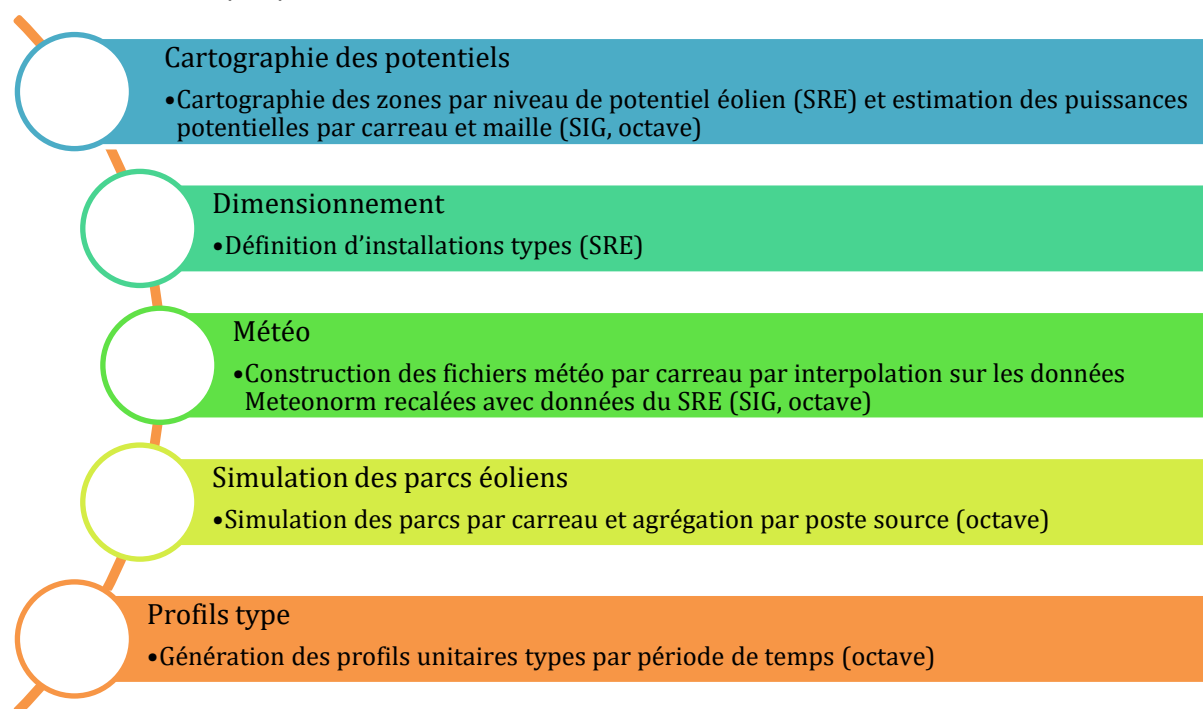 Cartographie des potentiels
•Cartographie des zones par niveau de potentiel éolien (SRE) et estimation des puissances
potentielles par carreau et maille (SIG, octave)
Dimensionnement
•Définition d'installations types (SRE)
Météo
•Construction des fichiers météo par carreau par interpolation sur les données
Meteonorm recalées avec données du SRE (SIG, octave)
Simulation des parcs éoliens
•Simulation des parcs par carreau et agrégation par poste source (octave)
Profils type
•Génération des profils unitaires types par période de temps (octave)